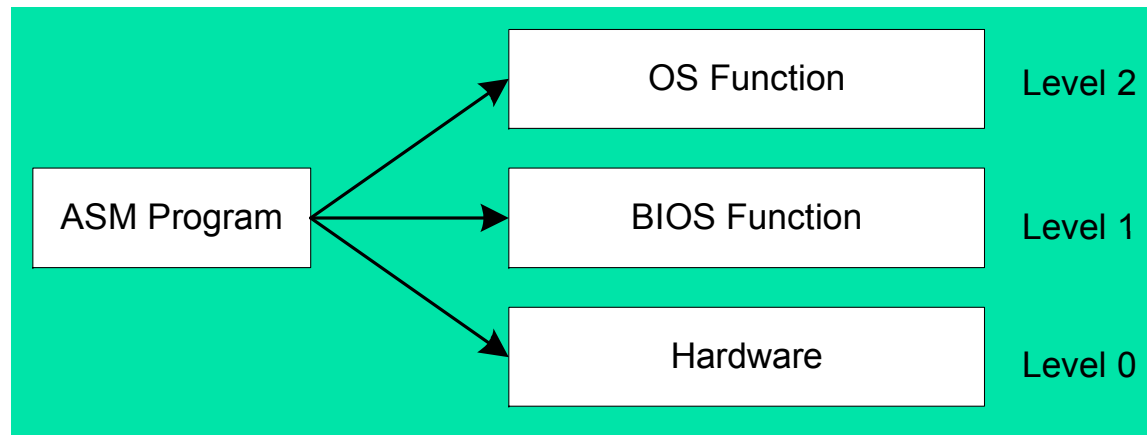 OS Function
Level 2
ASM Program
BIOS Function
Level 1
Hardware
Level 0